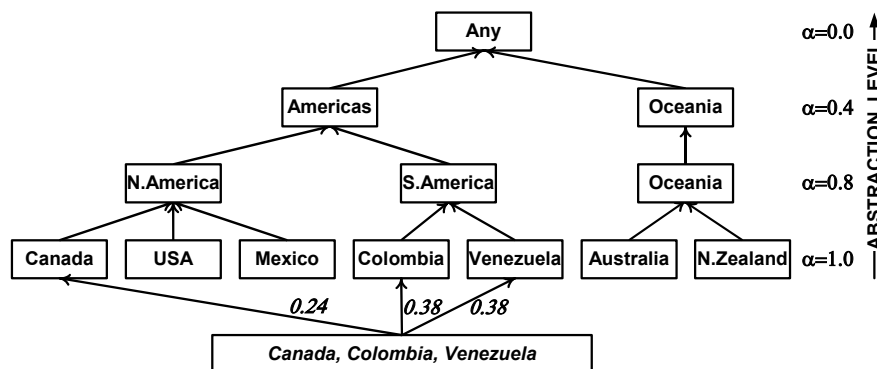 Any
α=0.0
Americas
Oceania
α=0.4
N.America
S.America
Oceania
α=0.8
Canada
USA
Mexico
Colombia
Venezuela
Australia
N.Zealand
α=1.0
0.24
0.38
0.38
Canada, Colombia, Venezuela
ABSTRACTION LEVEL